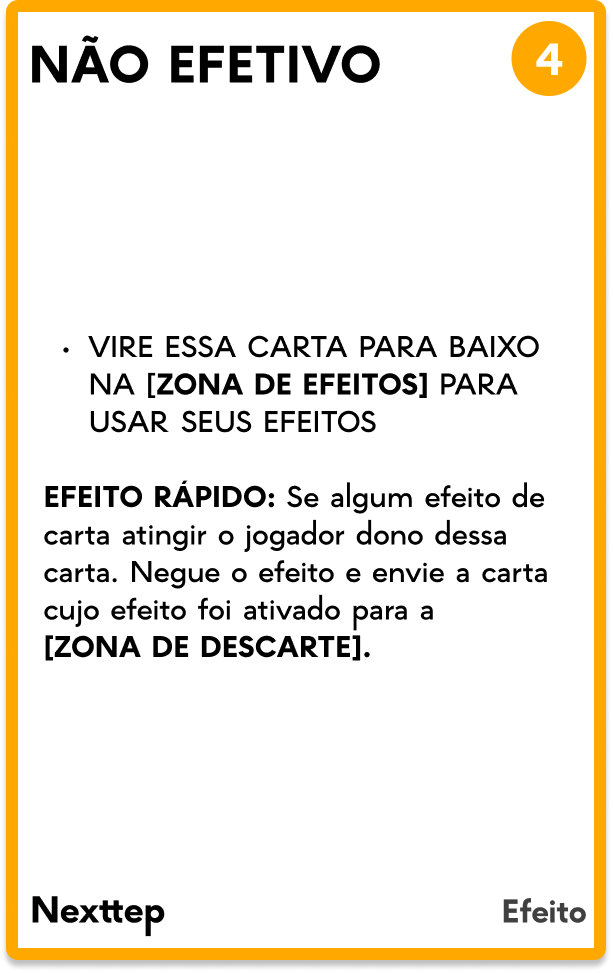 NÃO EFETIVO
4
• VIRE ESSA CARTA PARA BAIXO
NA [ZONA DE EFEITOS] PARA
USAR SEUS EFEITOS
EFEITO RÁPIDO: Se algum efeito de
carta atingir o jogador dono dessa
carta. Negue o efeito e envie a carta
cujo efeito foi ativado para a
[ZONA DE DESCARTE].
Nexttep
Efeito